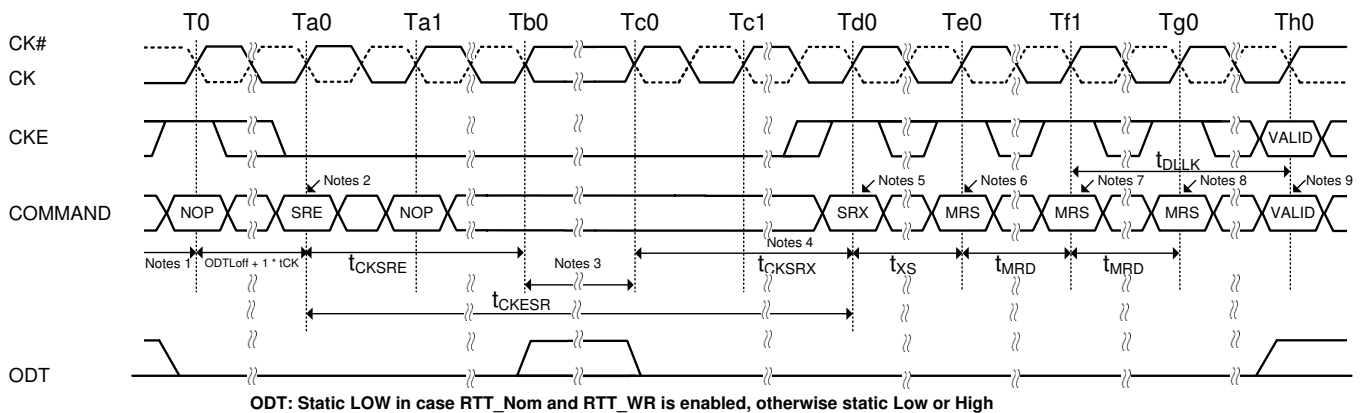 T0 Ta0 Ta1 Tb0 Tc0 Tc1 Td0 Te0 Tf1 Tg0 Th0
CK#
CK
CKE
VALID
tDLLK
Notes 2 Notes 5 Notes 6 Notes 7 Notes 8 Notes 9
COMMAND
NOP SRE NOP SRX MRS MRS MRS VALID
Notes 1 ODTLoff + 1 * tCK tCKSRE Notes 3 Notes 4 tCKSRX tXS tMRD tMRD
tCKESR
ODT
ODT: Static LOW in case RTT_Nom and RTT_WR is enabled, otherwise static Low or High